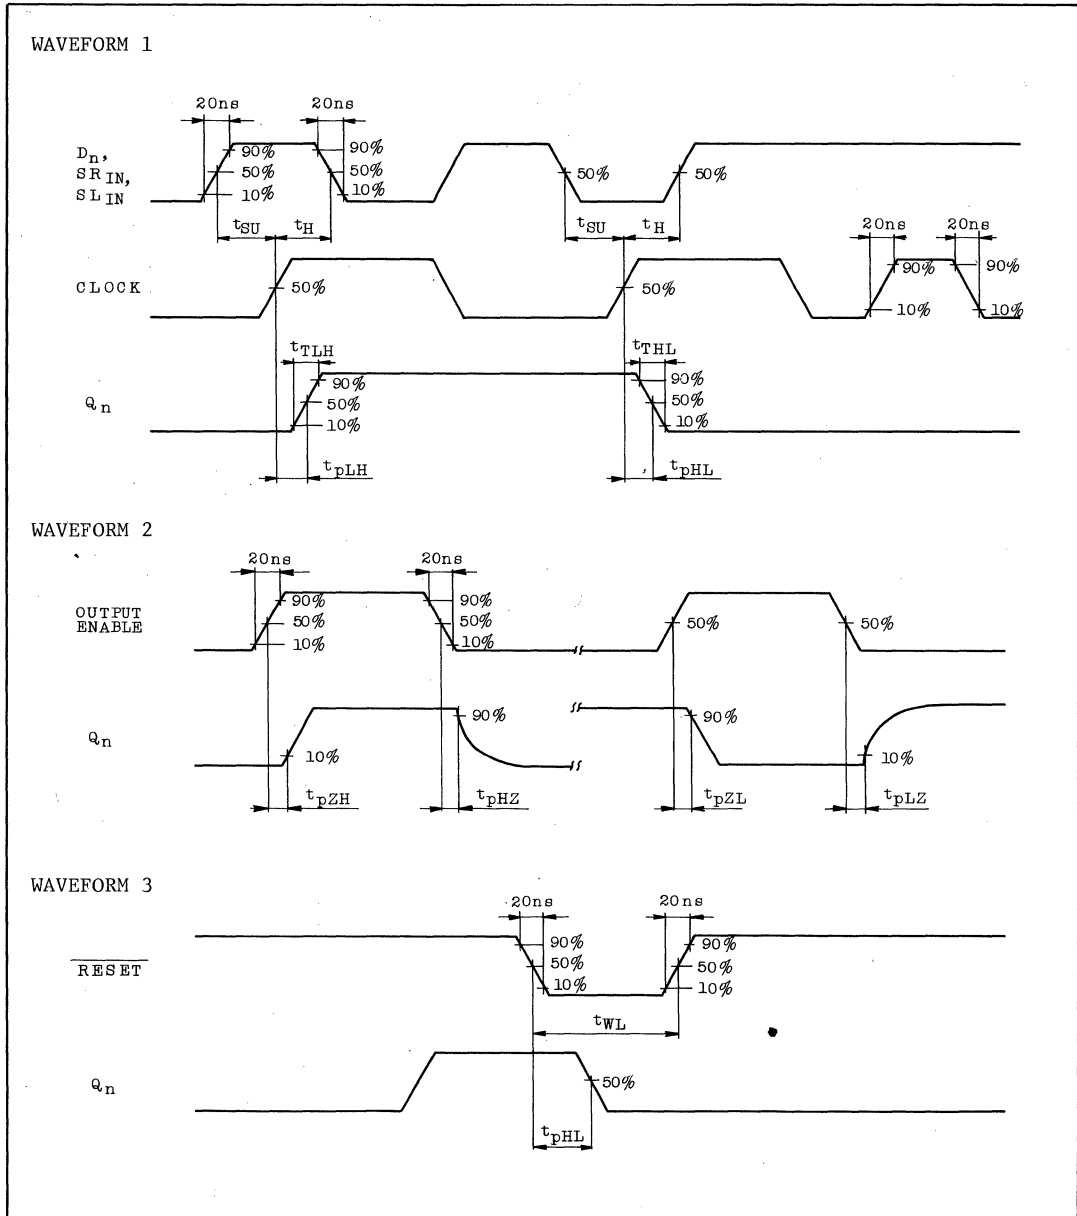 WAVEFORM 1
20ns 20ns
Dn,
SRIN,
SLIN
90% 90%
50% 50% 50% 50%
10% 10%
tSU tH tSU tH
20ns 20ns
CLOCK
90% 90%
50% 50%
10% 10%
tTLH tTHL
Qn
90% 90%
50% 50%
10% 10%
tpLH tpHL
WAVEFORM 2
20ns 20ns
OUTPUT
ENABLE
90% 90%
50% 50% 50% 50%
10% 10%
Qn
90% 90%
10% 10%
tpZH tpHZ tpZL tpLZ
WAVEFORM 3
20ns 20ns
RESET
90% 90%
50% 50%
10% 10%
tWL
Qn
50%
tpHL